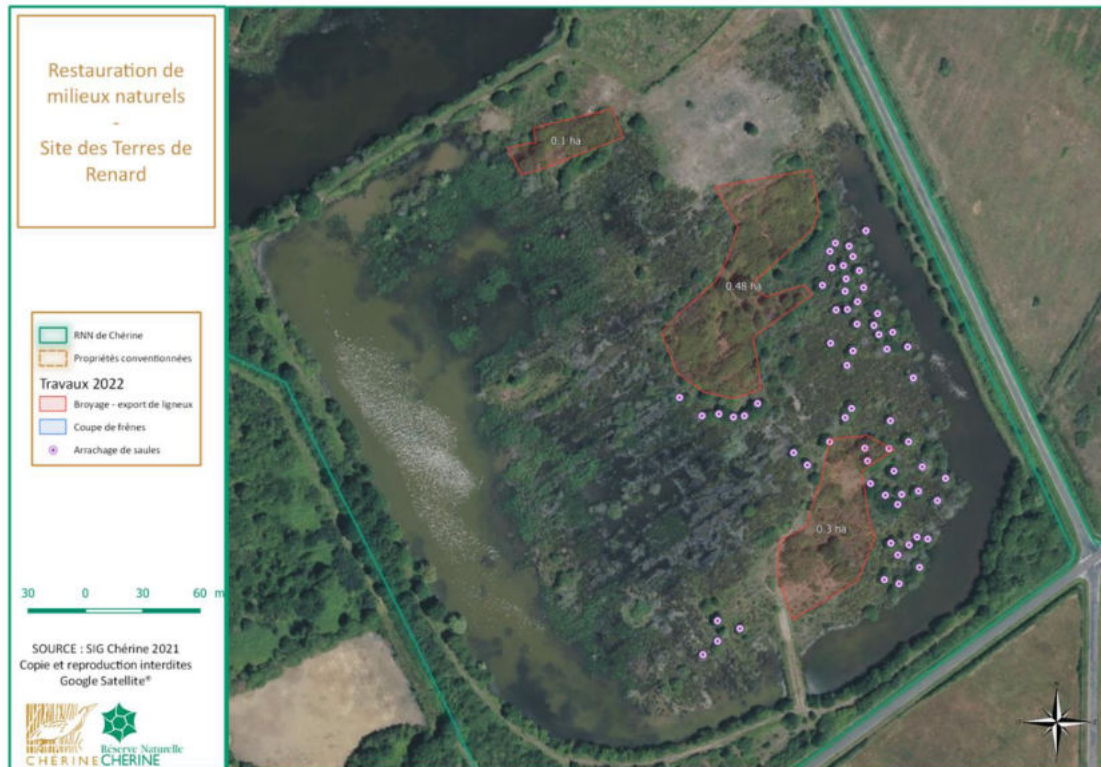 Restauration de
milieux naturels
-
Site des Terres de
Renard
RNN de Chérine
Propriétés conventionnées
Travaux 2022
Broyage - export de ligneux
Coupe de frênes
Arrachage de saules
30 0 30 60 m
SOURCE : SIG Chérine 2021
Copie et reproduction interdites
Google Satellite®
CHERINE
Réserve Naturelle
CHERINE
0.1 ha
0.48 ha
0.3 ha